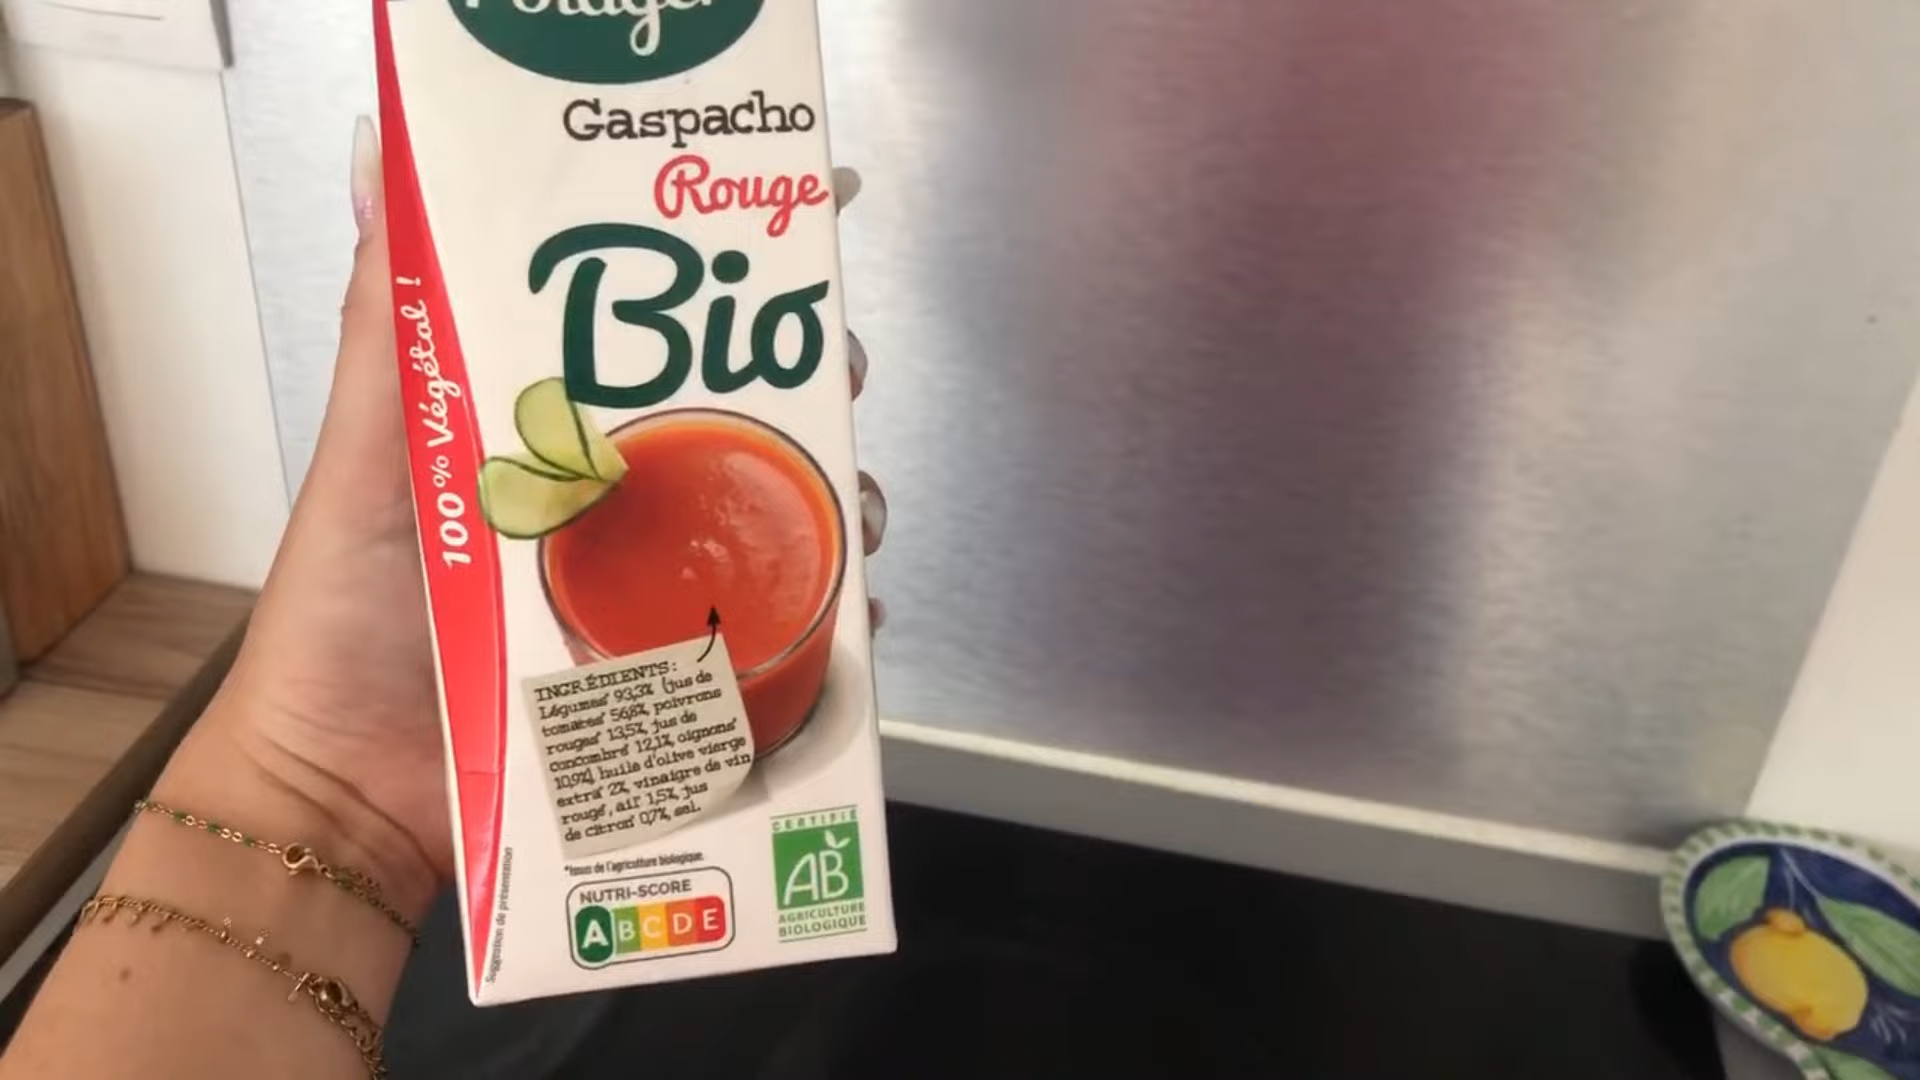 Gaspacho
Rouge
Bio
100% Végétal !
INGRÉDIENTS :
Légumes* 93,3% (jus de
tomates* 56,8%, poivrons
rouges* 13,5%, jus de
concombre* 12,1%, oignons*
10,9%), huile d'olive vierge
extra* 2%, vinaigre de vin
rouge*, ail* 1,5%, jus
de citron* 0,7%, sel.
*Issus de l'agriculture biologique.
Suggestion de présentation
NUTRI-SCORE
A B C D E
CERTIFIÉ
AB
AGRICULTURE
BIOLOGIQUE